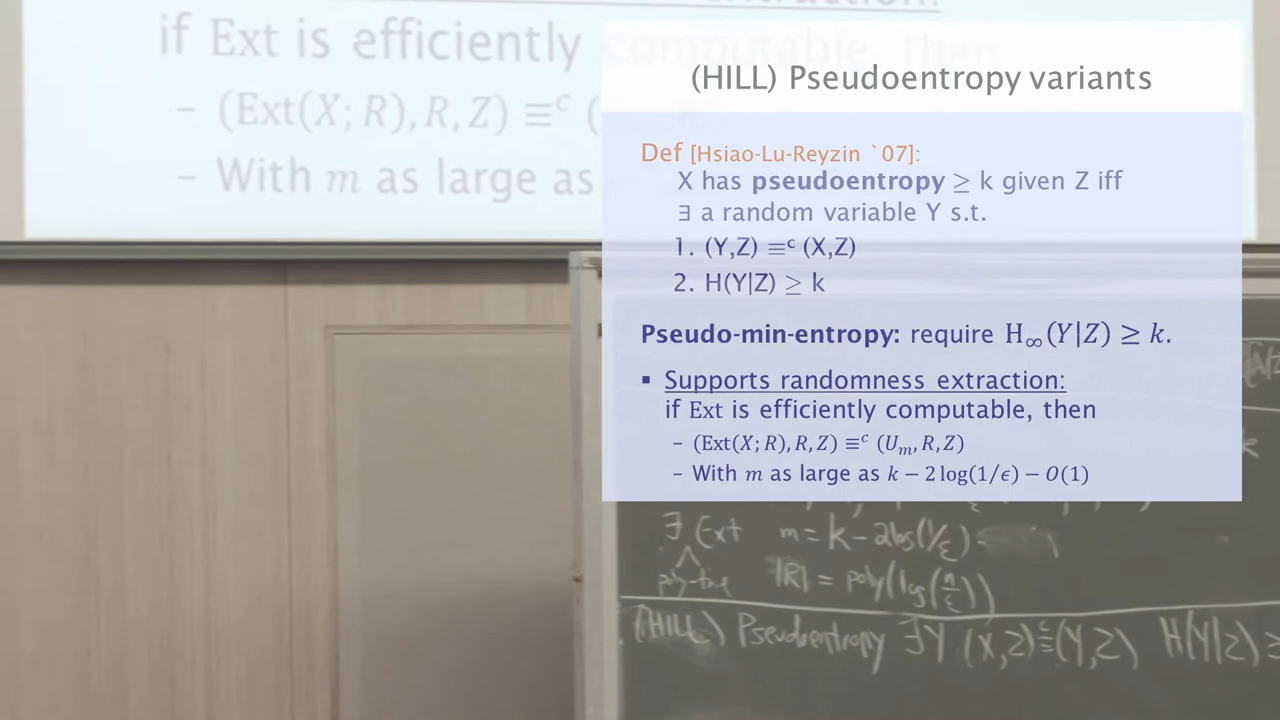 if Ext is efficiently computable, then
– (Ext(X; R), R, Z) ≡ᶜ (
– With m as large as
(HILL) Pseudoentropy variants
Def [Hsiao-Lu-Reyzin `07]:
X has pseudoentropy ≥ k given Z iff
∃ a random variable Y s.t.
1. (Y,Z) ≡ᶜ (X,Z)
2. H(Y|Z) ≥ k
Pseudo-min-entropy: require H∞(Y|Z) ≥ k.
▪ Supports randomness extraction:
if Ext is efficiently computable, then
– (Ext(X; R), R, Z) ≡ᶜ (Uₘ, R, Z)
– With m as large as k − 2 log(1/ϵ) − O(1)
∃ Ext m = k − 2log(1/ε) −
poly-time |R| = poly(log(n/ε))
(HILL) Pseudoentropy ∃Y (X,Z) ≡ᶜ (Y,Z) H(Y|Z) ≥